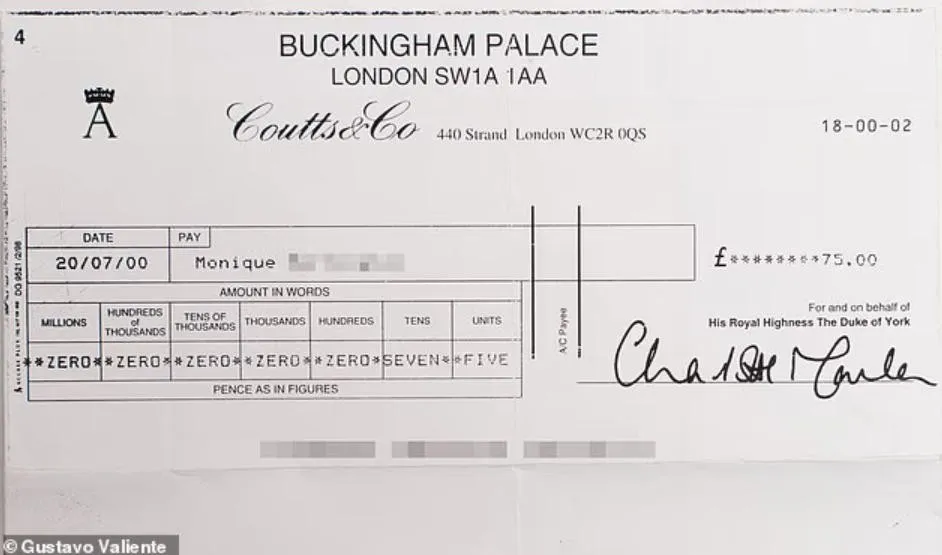 4
BUCKINGHAM PALACE
LONDON SW1A 1AA
A
Coutts&Co 440 Strand London WC2R 0QS
18-00-02
DATE PAY
20/07/00 Monique
£********75.00
AMOUNT IN WORDS
MILLIONS HUNDREDS of THOUSANDS TENS OF THOUSANDS THOUSANDS HUNDREDS TENS UNITS
**ZERO**ZERO**ZERO**ZERO**ZERO*SEVEN**FIVE
PENCE AS IN FIGURES
A/C Payee
For and on behalf of
His Royal Highness The Duke of York
© Gustavo Valiente